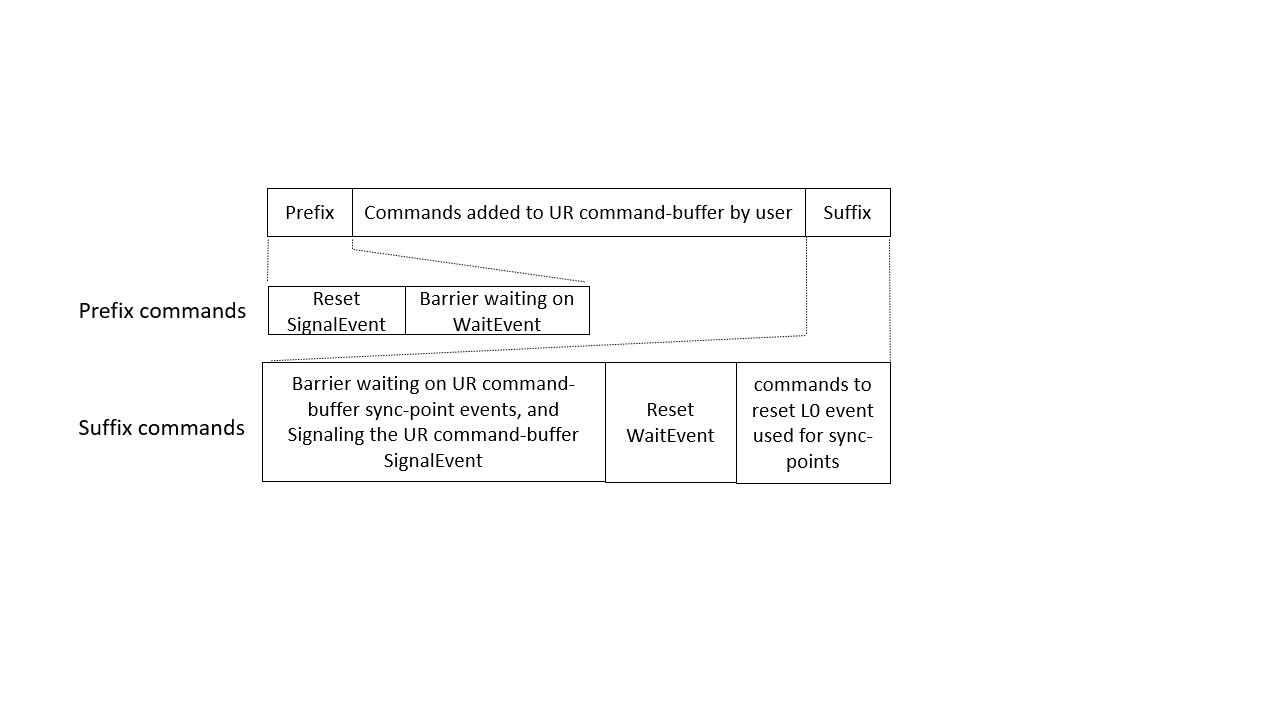 Prefix
Commands added to UR command-buffer by user
Suffix
Prefix commands
Reset
SignalEvent
Barrier waiting on
WaitEvent
Suffix commands
Barrier waiting on UR command-
buffer sync-point events, and
Signaling the UR command-buffer
SignalEvent
Reset
WaitEvent
commands to
reset L0 event
used for sync-
points